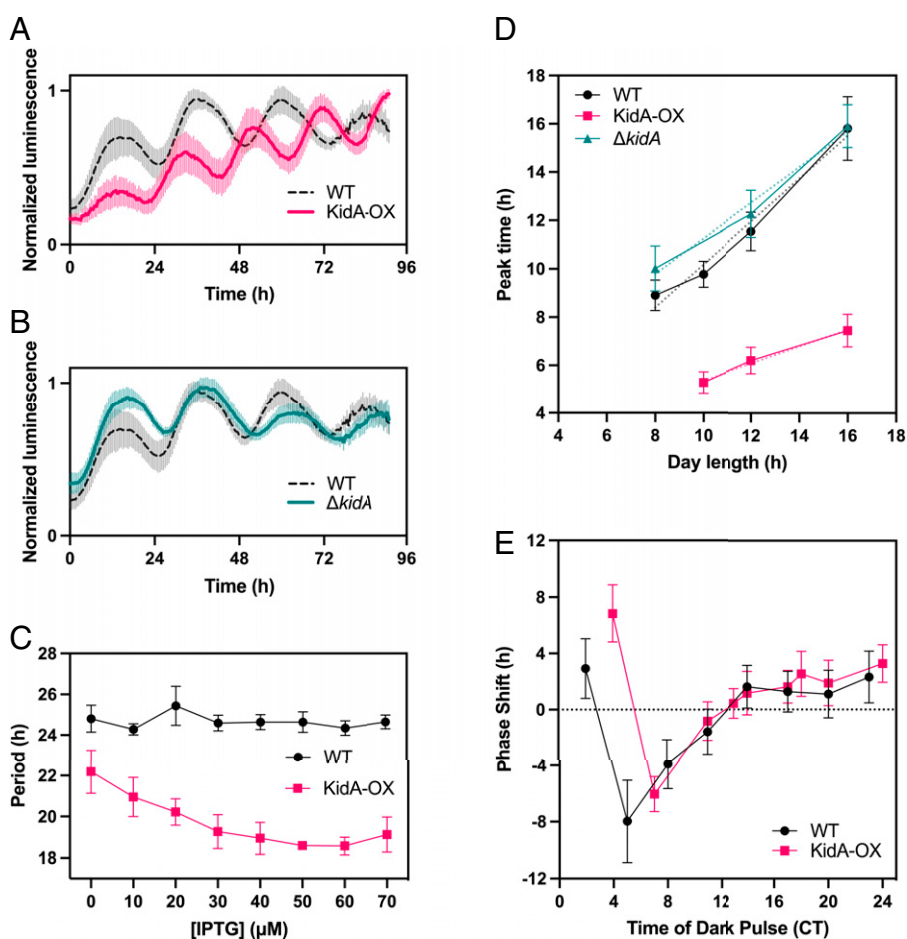 A
Normalized luminescence
1
0
WT
KidA-OX
0 24 48 72 96
Time (h)
B
Normalized luminescence
1
0
WT
ΔkidA
0 24 48 72 96
Time (h)
C
Period (h)
28
26
24
22
20
18
WT
KidA-OX
0 10 20 30 40 50 60 70
[IPTG] (µM)
D
Peak time (h)
18
16
14
12
10
8
6
4
WT
KidA-OX
ΔkidA
4 6 8 10 12 14 16 18
Day length (h)
E
Phase Shift (h)
12
8
4
0
-4
-8
-12
WT
KidA-OX
0 4 8 12 16 20 24
Time of Dark Pulse (CT)